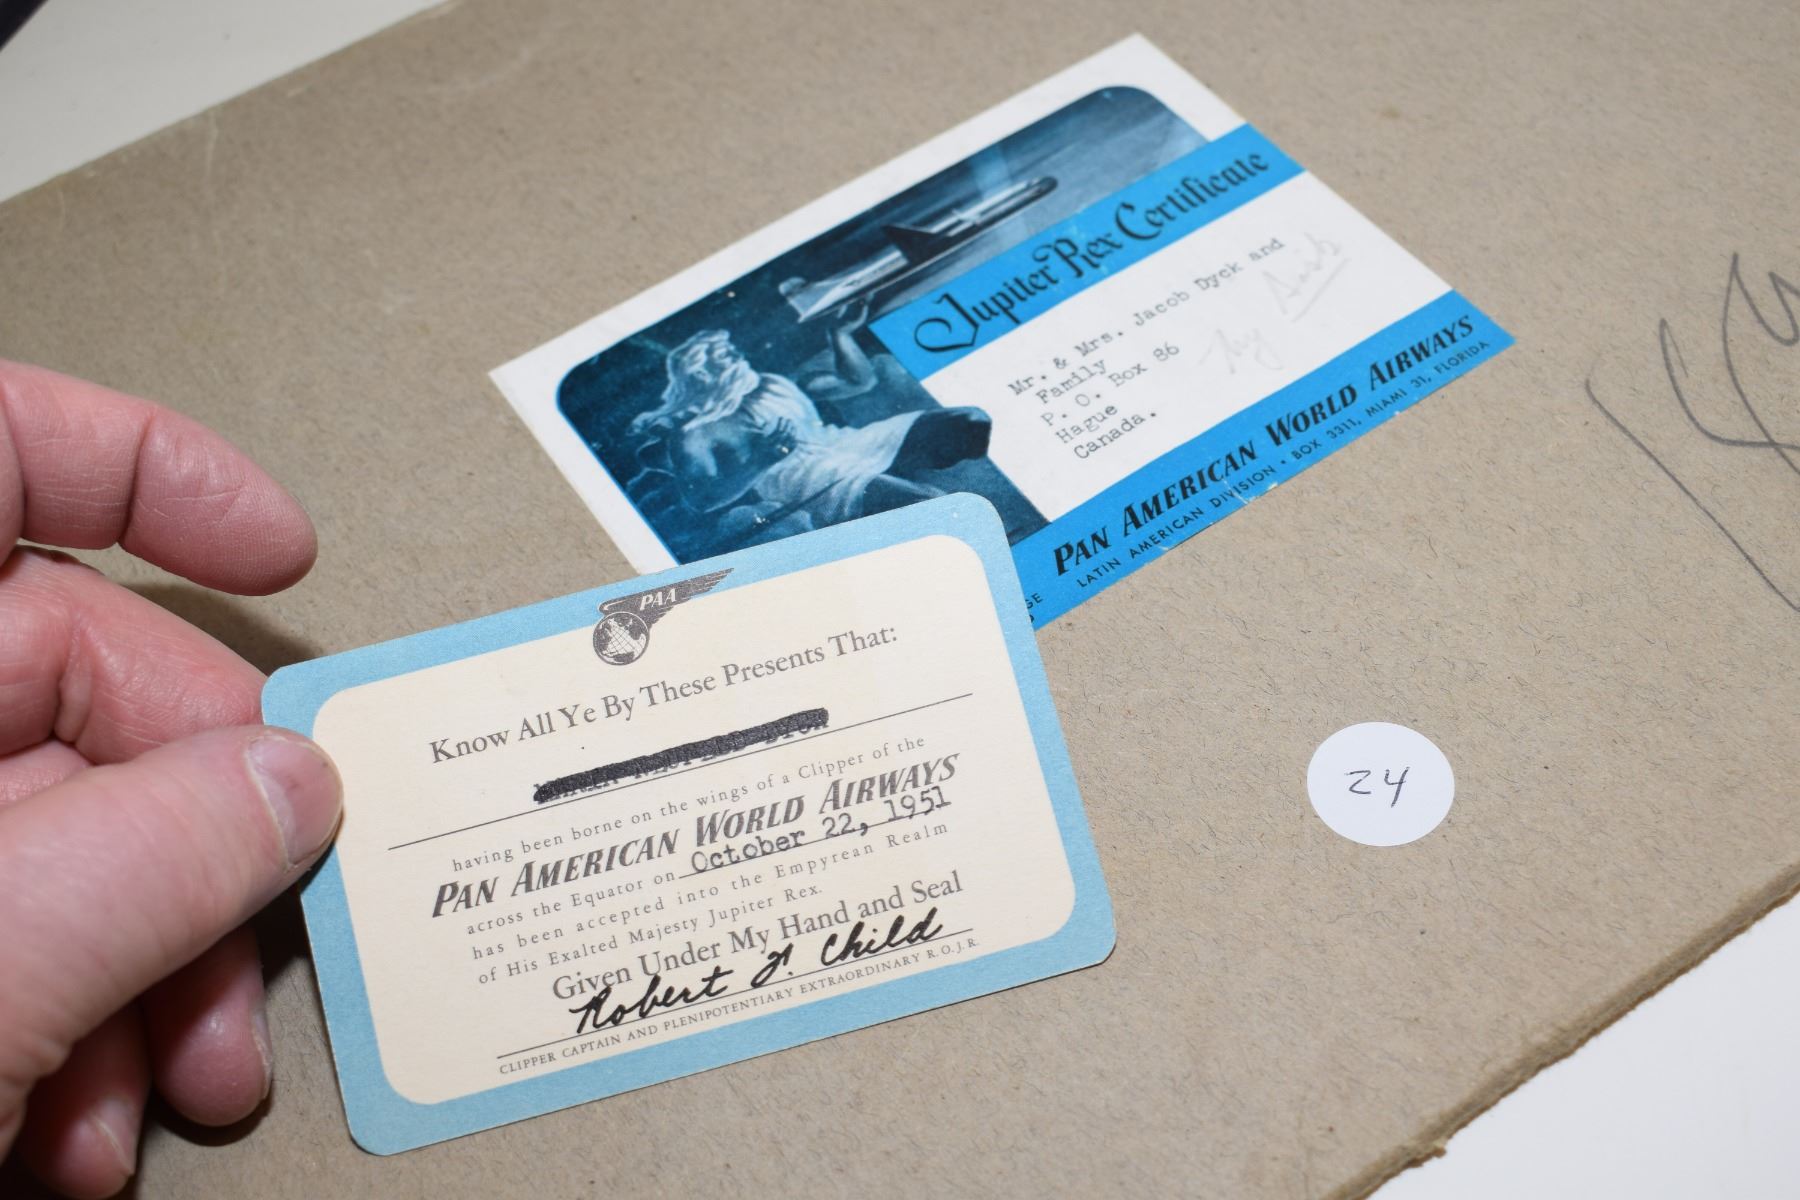 Jupiter Rex Certificate
Mr. & Mrs. Jacob Dyck and
Family
P. O. Box 86
Hague
Canada.
My
PAN AMERICAN WORLD AIRWAYS
LATIN AMERICAN DIVISION • BOX 3311, MIAMI 31, FLORIDA
PAA
Know All Ye By These Presents That:
having been borne on the wings of a Clipper of the
PAN AMERICAN WORLD AIRWAYS
across the Equator on October 22, 1951
has been accepted into the Empyrean Realm
of His Exalted Majesty Jupiter Rex.
Given Under My Hand and Seal
Robert J. Child
CLIPPER CAPTAIN AND PLENIPOTENTIARY EXTRAORDINARY R.O.J.R.
24